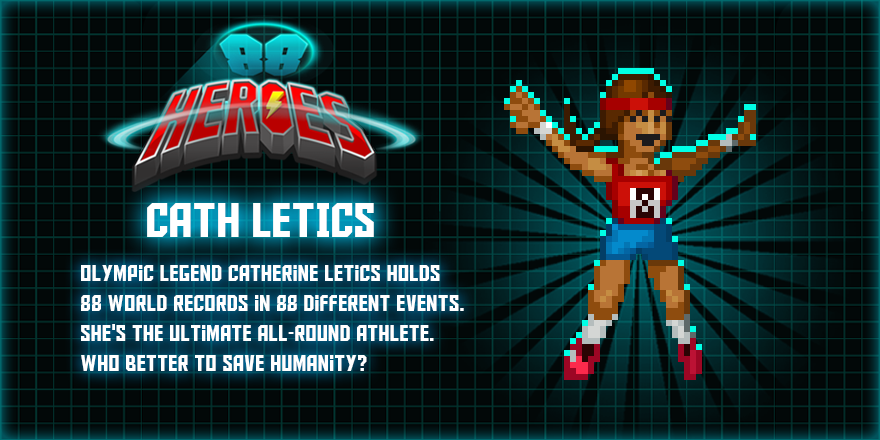 88
HEROES
CATH LETICS
OLYMPiC LEGEND CATHERiNE LETiCS HOLDS
88 WORLD RECORDS iN 88 DiFFERENT EVENTS.
SHE'S THE ULTiMATE ALL-ROUND ATHLETE.
WHO BETTER TO SAVE HUMANiTY?